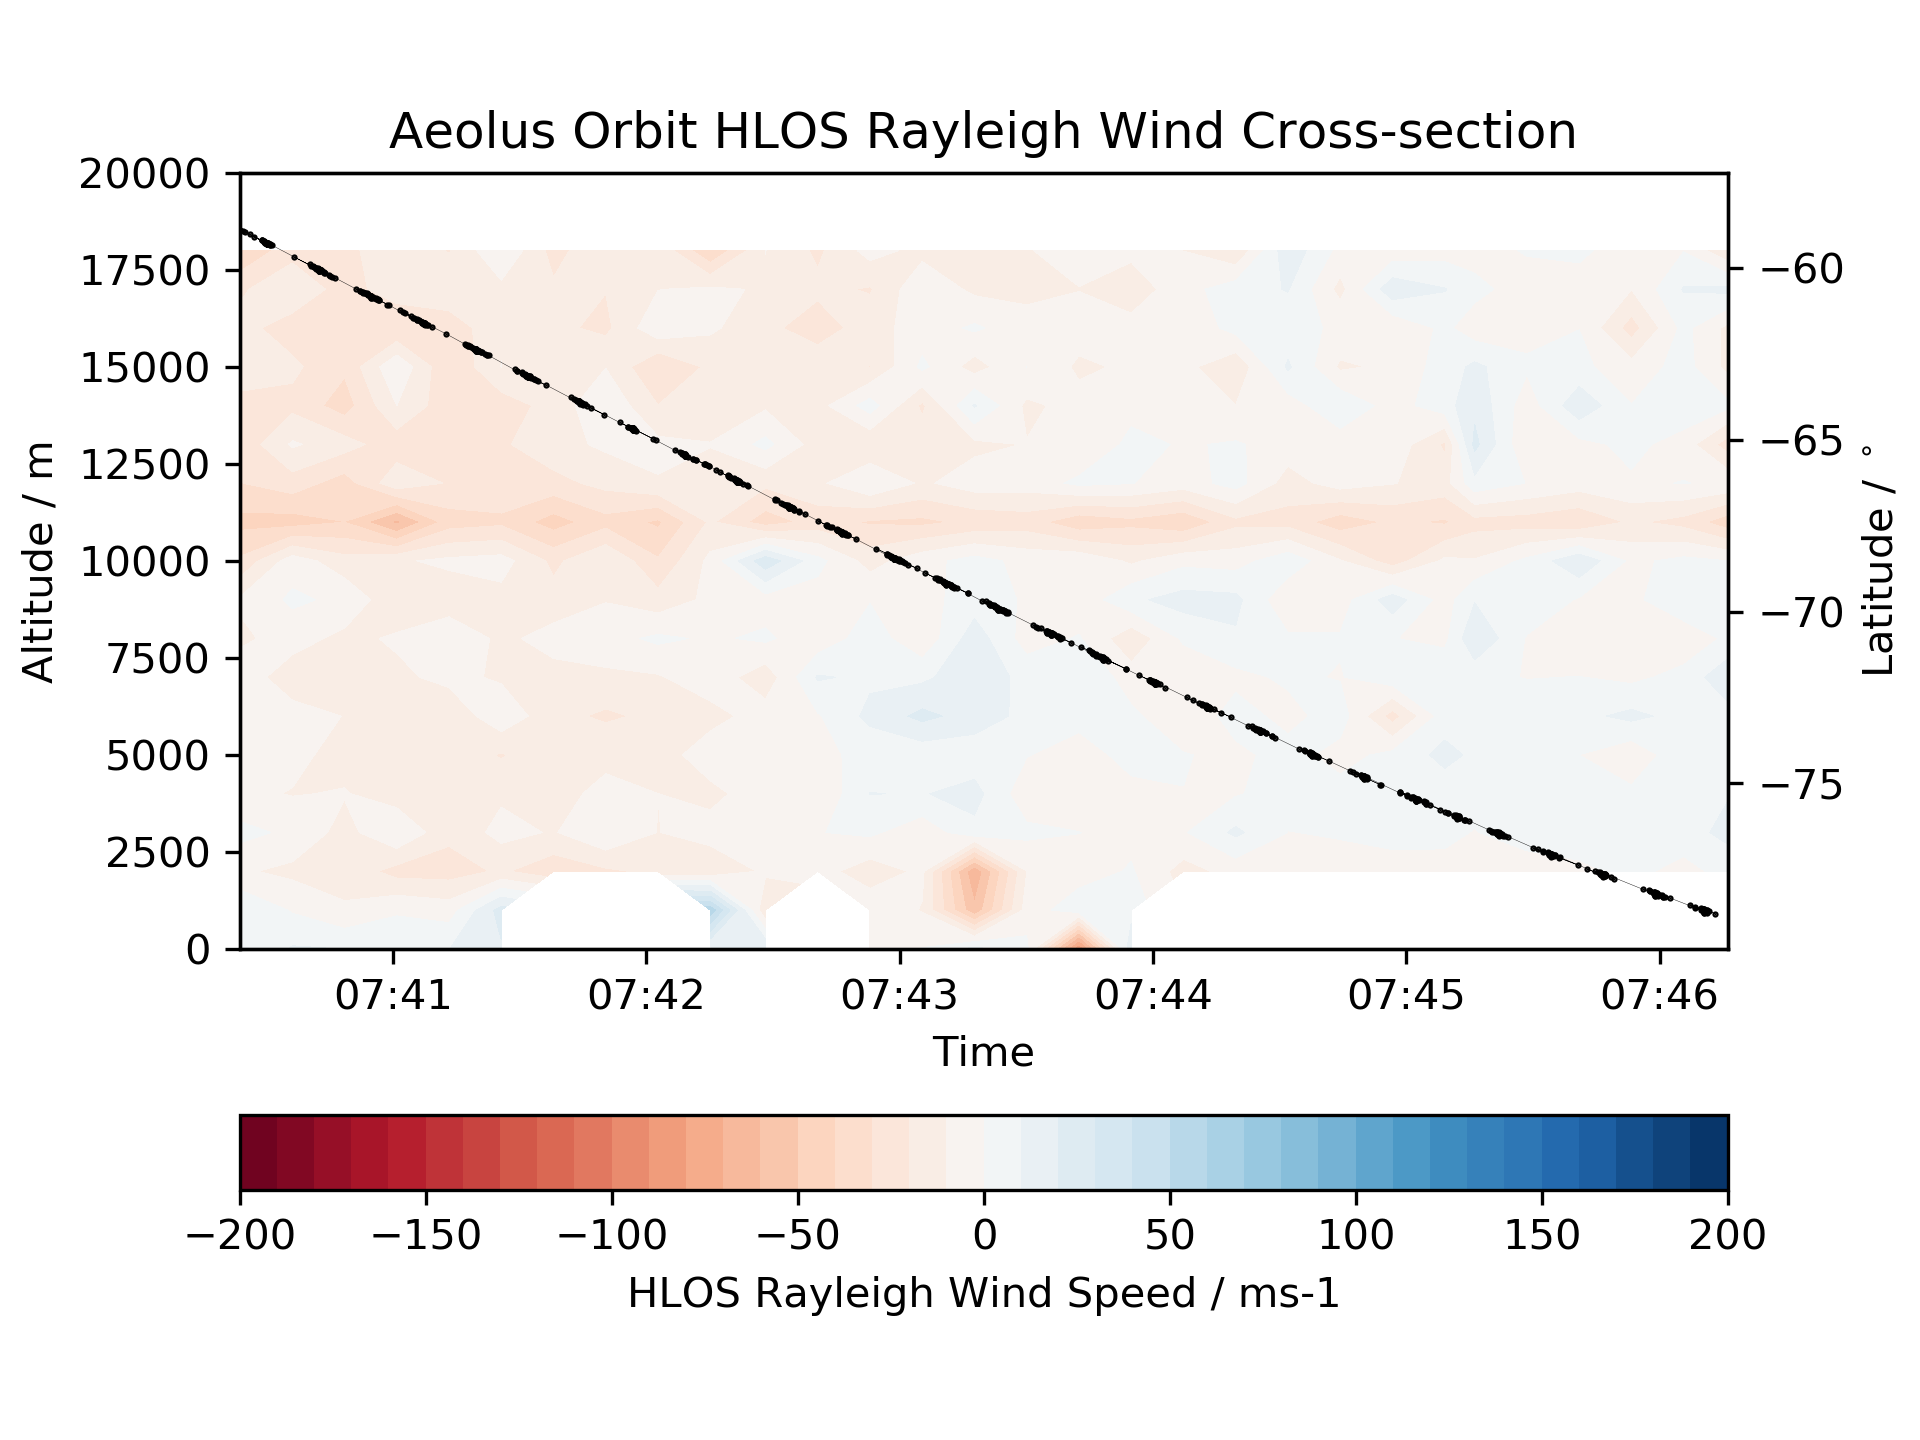 Aeolus Orbit HLOS Rayleigh Wind Cross-section
20000
17500
15000
12500
10000
7500
5000
2500
0
Altitude / m
−60
−65
−70
−75
Latitude / °
07:41 07:42 07:43 07:44 07:45 07:46
Time
−200 −150 −100 −50 0 50 100 150 200
HLOS Rayleigh Wind Speed / ms-1